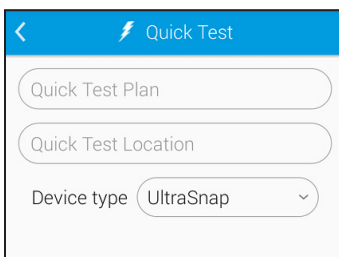 Quick Test
Quick Test Plan
Quick Test Location
Device type UltraSnap